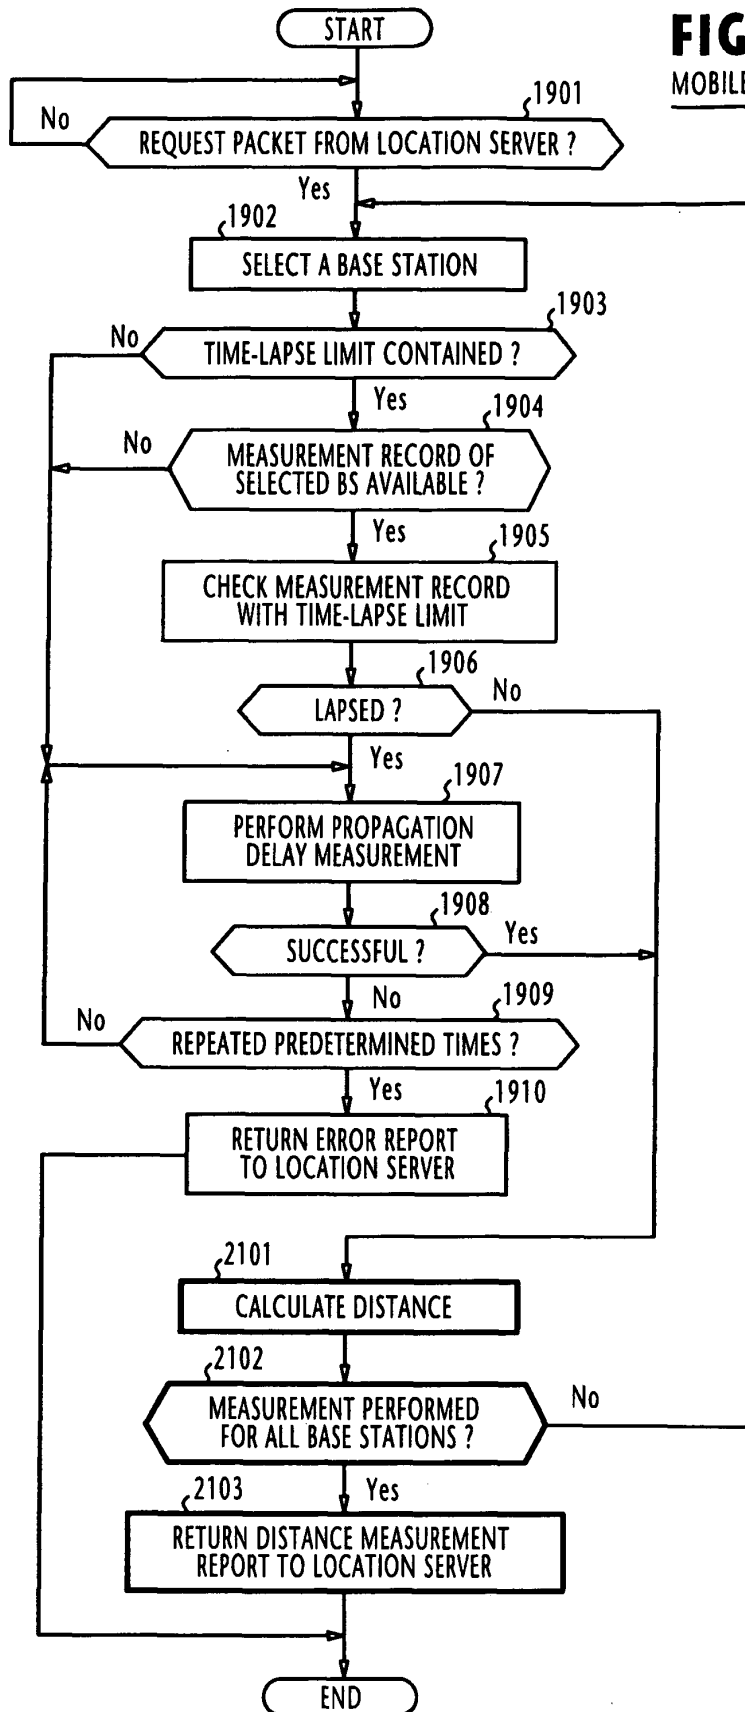 START
FIG
MOBILE
1901
No
REQUEST PACKET FROM LOCATION SERVER ?
Yes
1902
SELECT A BASE STATION
1903
No
TIME-LAPSE LIMIT CONTAINED ?
Yes
1904
No
MEASUREMENT RECORD OF
SELECTED BS AVAILABLE ?
Yes
1905
CHECK MEASUREMENT RECORD
WITH TIME-LAPSE LIMIT
1906
No
LAPSED ?
Yes
1907
PERFORM PROPAGATION
DELAY MEASUREMENT
1908
Yes
SUCCESSFUL ?
No
1909
No
REPEATED PREDETERMINED TIMES ?
Yes
1910
RETURN ERROR REPORT
TO LOCATION SERVER
2101
CALCULATE DISTANCE
2102
No
MEASUREMENT PERFORMED
FOR ALL BASE STATIONS ?
Yes
2103
RETURN DISTANCE MEASUREMENT
REPORT TO LOCATION SERVER
END